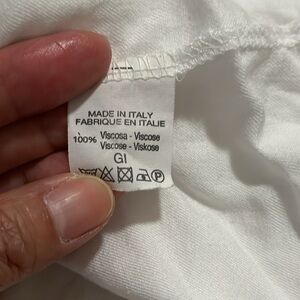 MADE IN ITALY
FABRIQUE EN ITALIE
100% Viscosa - Viscose
Viscose - Viskose
GI
P